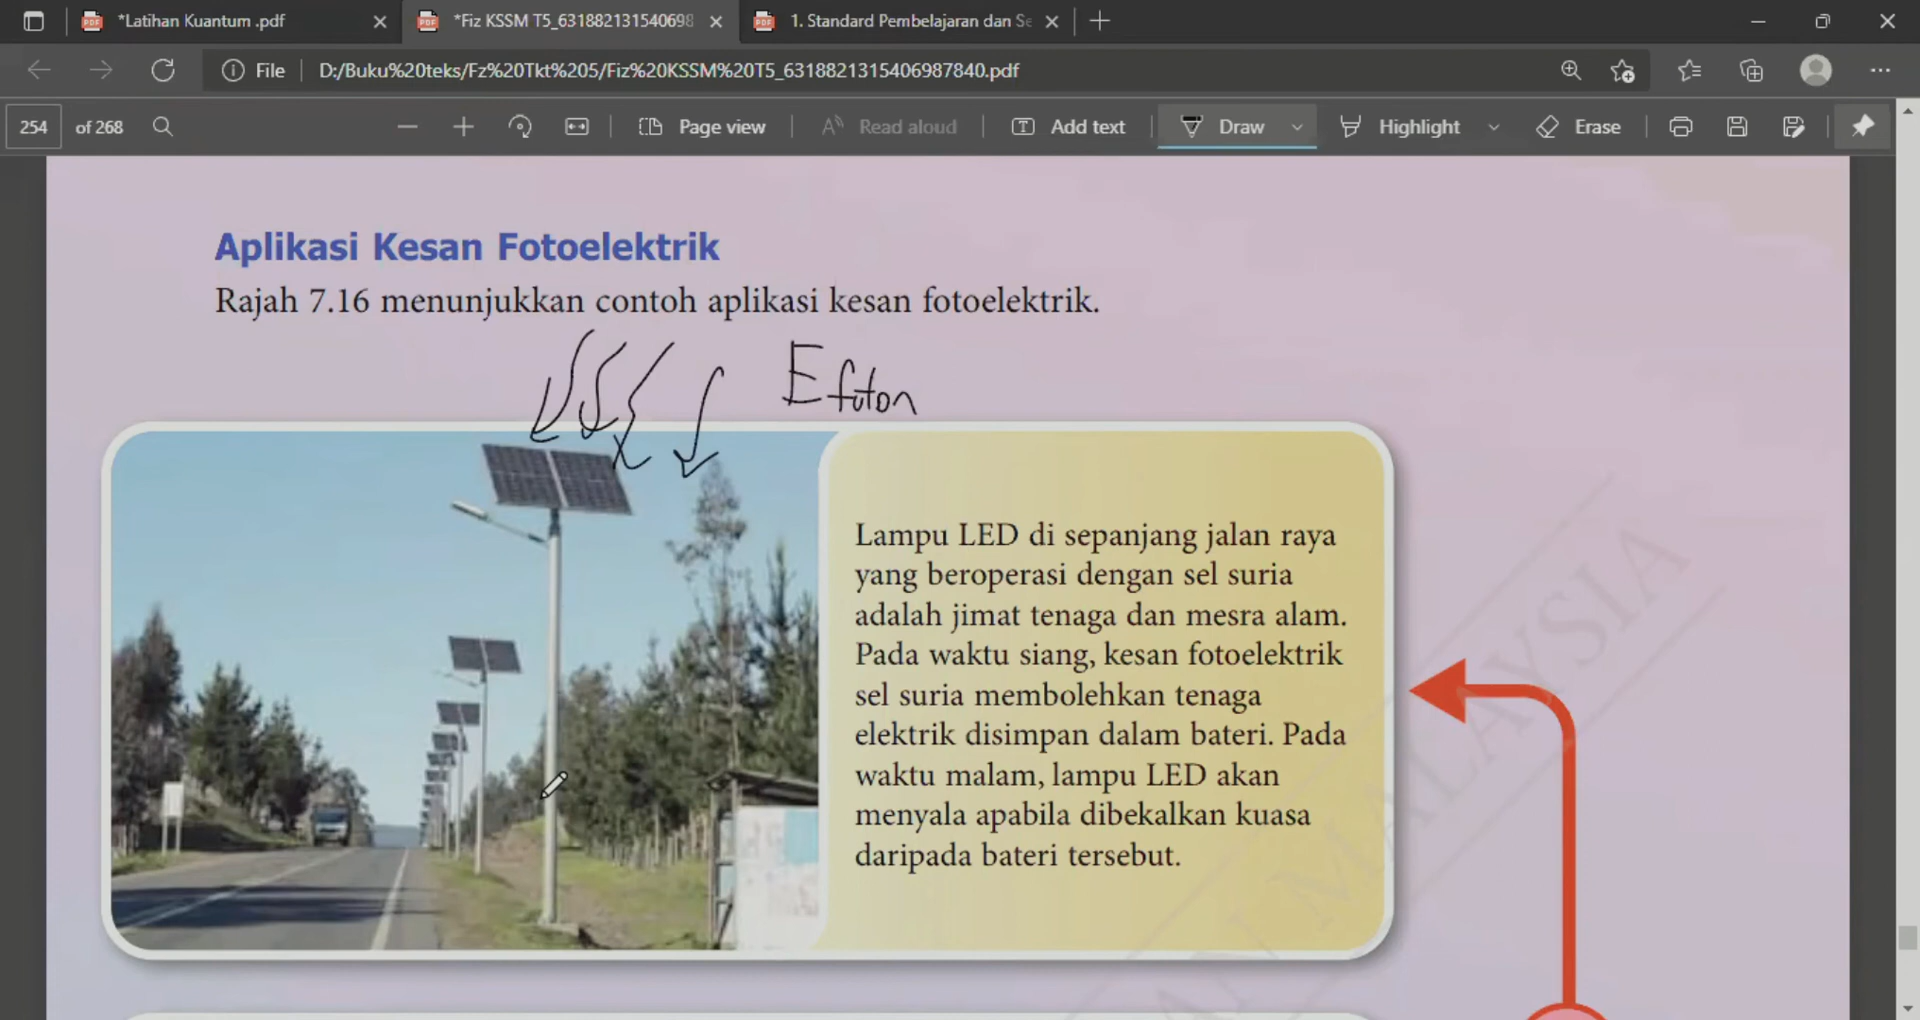 *Latihan Kuantum .pdf
*Fiz KSSM T5_631882131540698
1. Standard Pembelajaran dan Se
File
D:/Buku%20teks/Fz%20Tkt%205/Fiz%20KSSM%20T5_6318821315406987840.pdf
254 of 268
Page view
Read aloud
Add text
Draw
Highlight
Erase
Aplikasi Kesan Fotoelektrik
Rajah 7.16 menunjukkan contoh aplikasi kesan fotoelektrik.
E foton
Lampu LED di sepanjang jalan raya
yang beroperasi dengan sel suria
adalah jimat tenaga dan mesra alam.
Pada waktu siang, kesan fotoelektrik
sel suria membolehkan tenaga
elektrik disimpan dalam bateri. Pada
waktu malam, lampu LED akan
menyala apabila dibekalkan kuasa
daripada bateri tersebut.
AN MALAYSIA